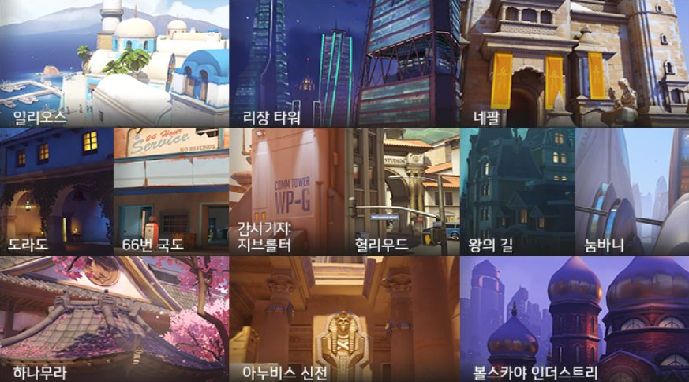 일리오스
리장 타워
네팔
24 Hour
Service
COMM TOWER
WP-G
도라도
66번 국도
감시기지:
지브롤터
헐리우드
왕의 길
눔바니
하나무라
아누비스 신전
볼스카야 인더스트리